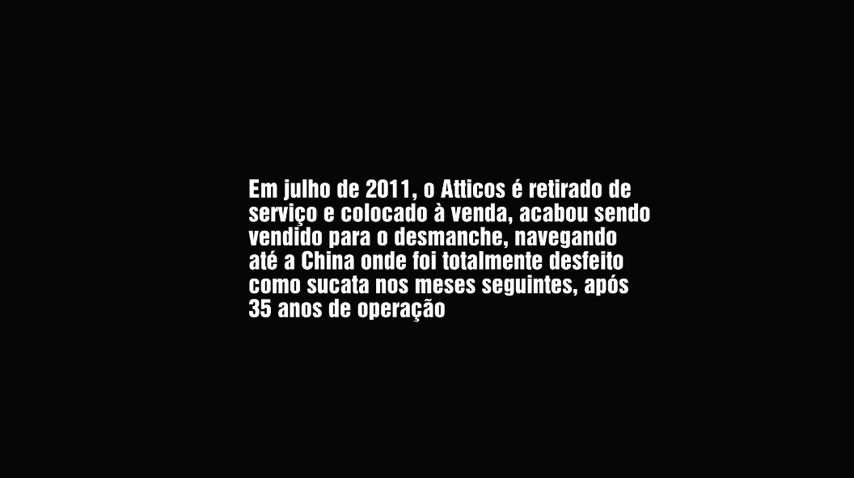 Em julho de 2011, o Atticos é retirado de
serviço e colocado à venda, acabou sendo
vendido para o desmanche, navegando
até a China onde foi totalmente desfeito
como sucata nos meses seguintes, após
35 anos de operação